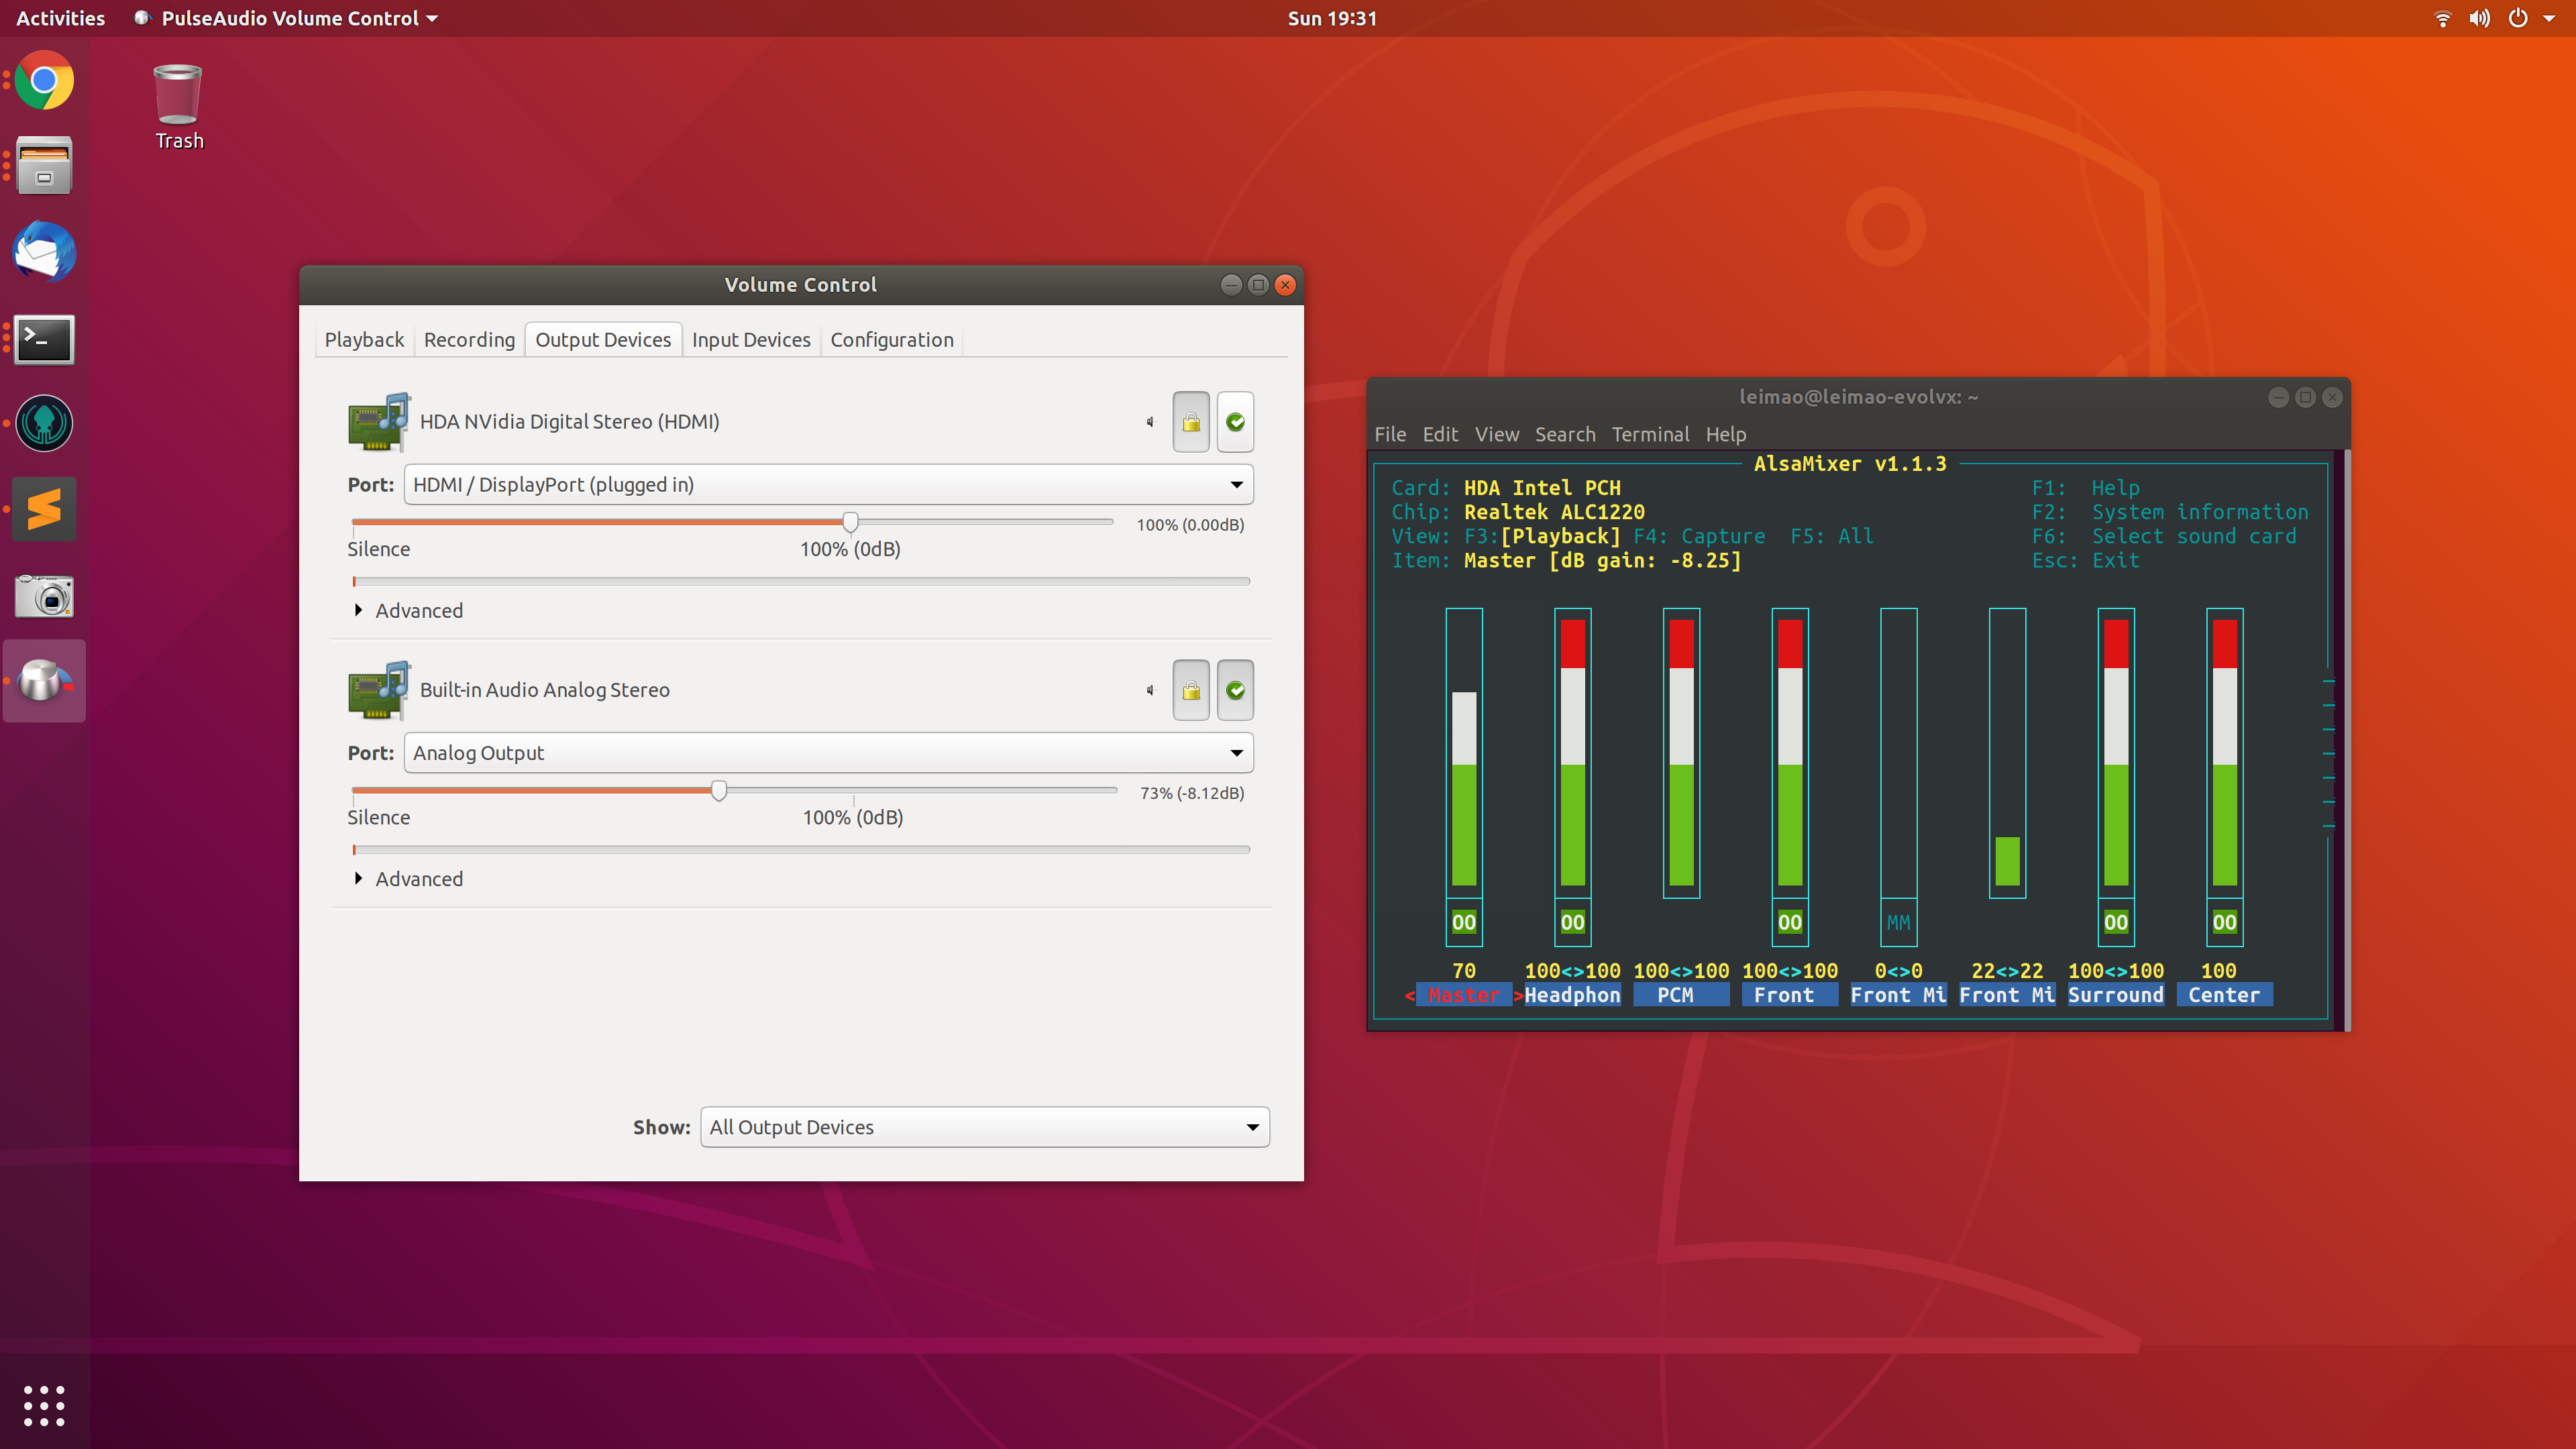 Activities PulseAudio Volume Control Sun 19:31
Trash
Volume Control
Playback Recording Output Devices Input Devices Configuration
HDA NVidia Digital Stereo (HDMI)
Port: HDMI / DisplayPort (plugged in)
100% (0.00dB)
Silence 100% (0dB)
Advanced
Built-in Audio Analog Stereo
Port: Analog Output
73% (-8.12dB)
Silence 100% (0dB)
Advanced
Show: All Output Devices
leimao@leimao-evolvx: ~
File Edit View Search Terminal Help
AlsaMixer v1.1.3
Card: HDA Intel PCH F1: Help
Chip: Realtek ALC1220 F2: System information
View: F3:[Playback] F4: Capture F5: All F6: Select sound card
Item: Master [dB gain: -8.25] Esc: Exit
00 00 00 MM 00 00
70 100<>100 100<>100 100<>100 0<>0 22<>22 100<>100 100
< Master >Headphon PCM Front Front Mi Front Mi Surround Center